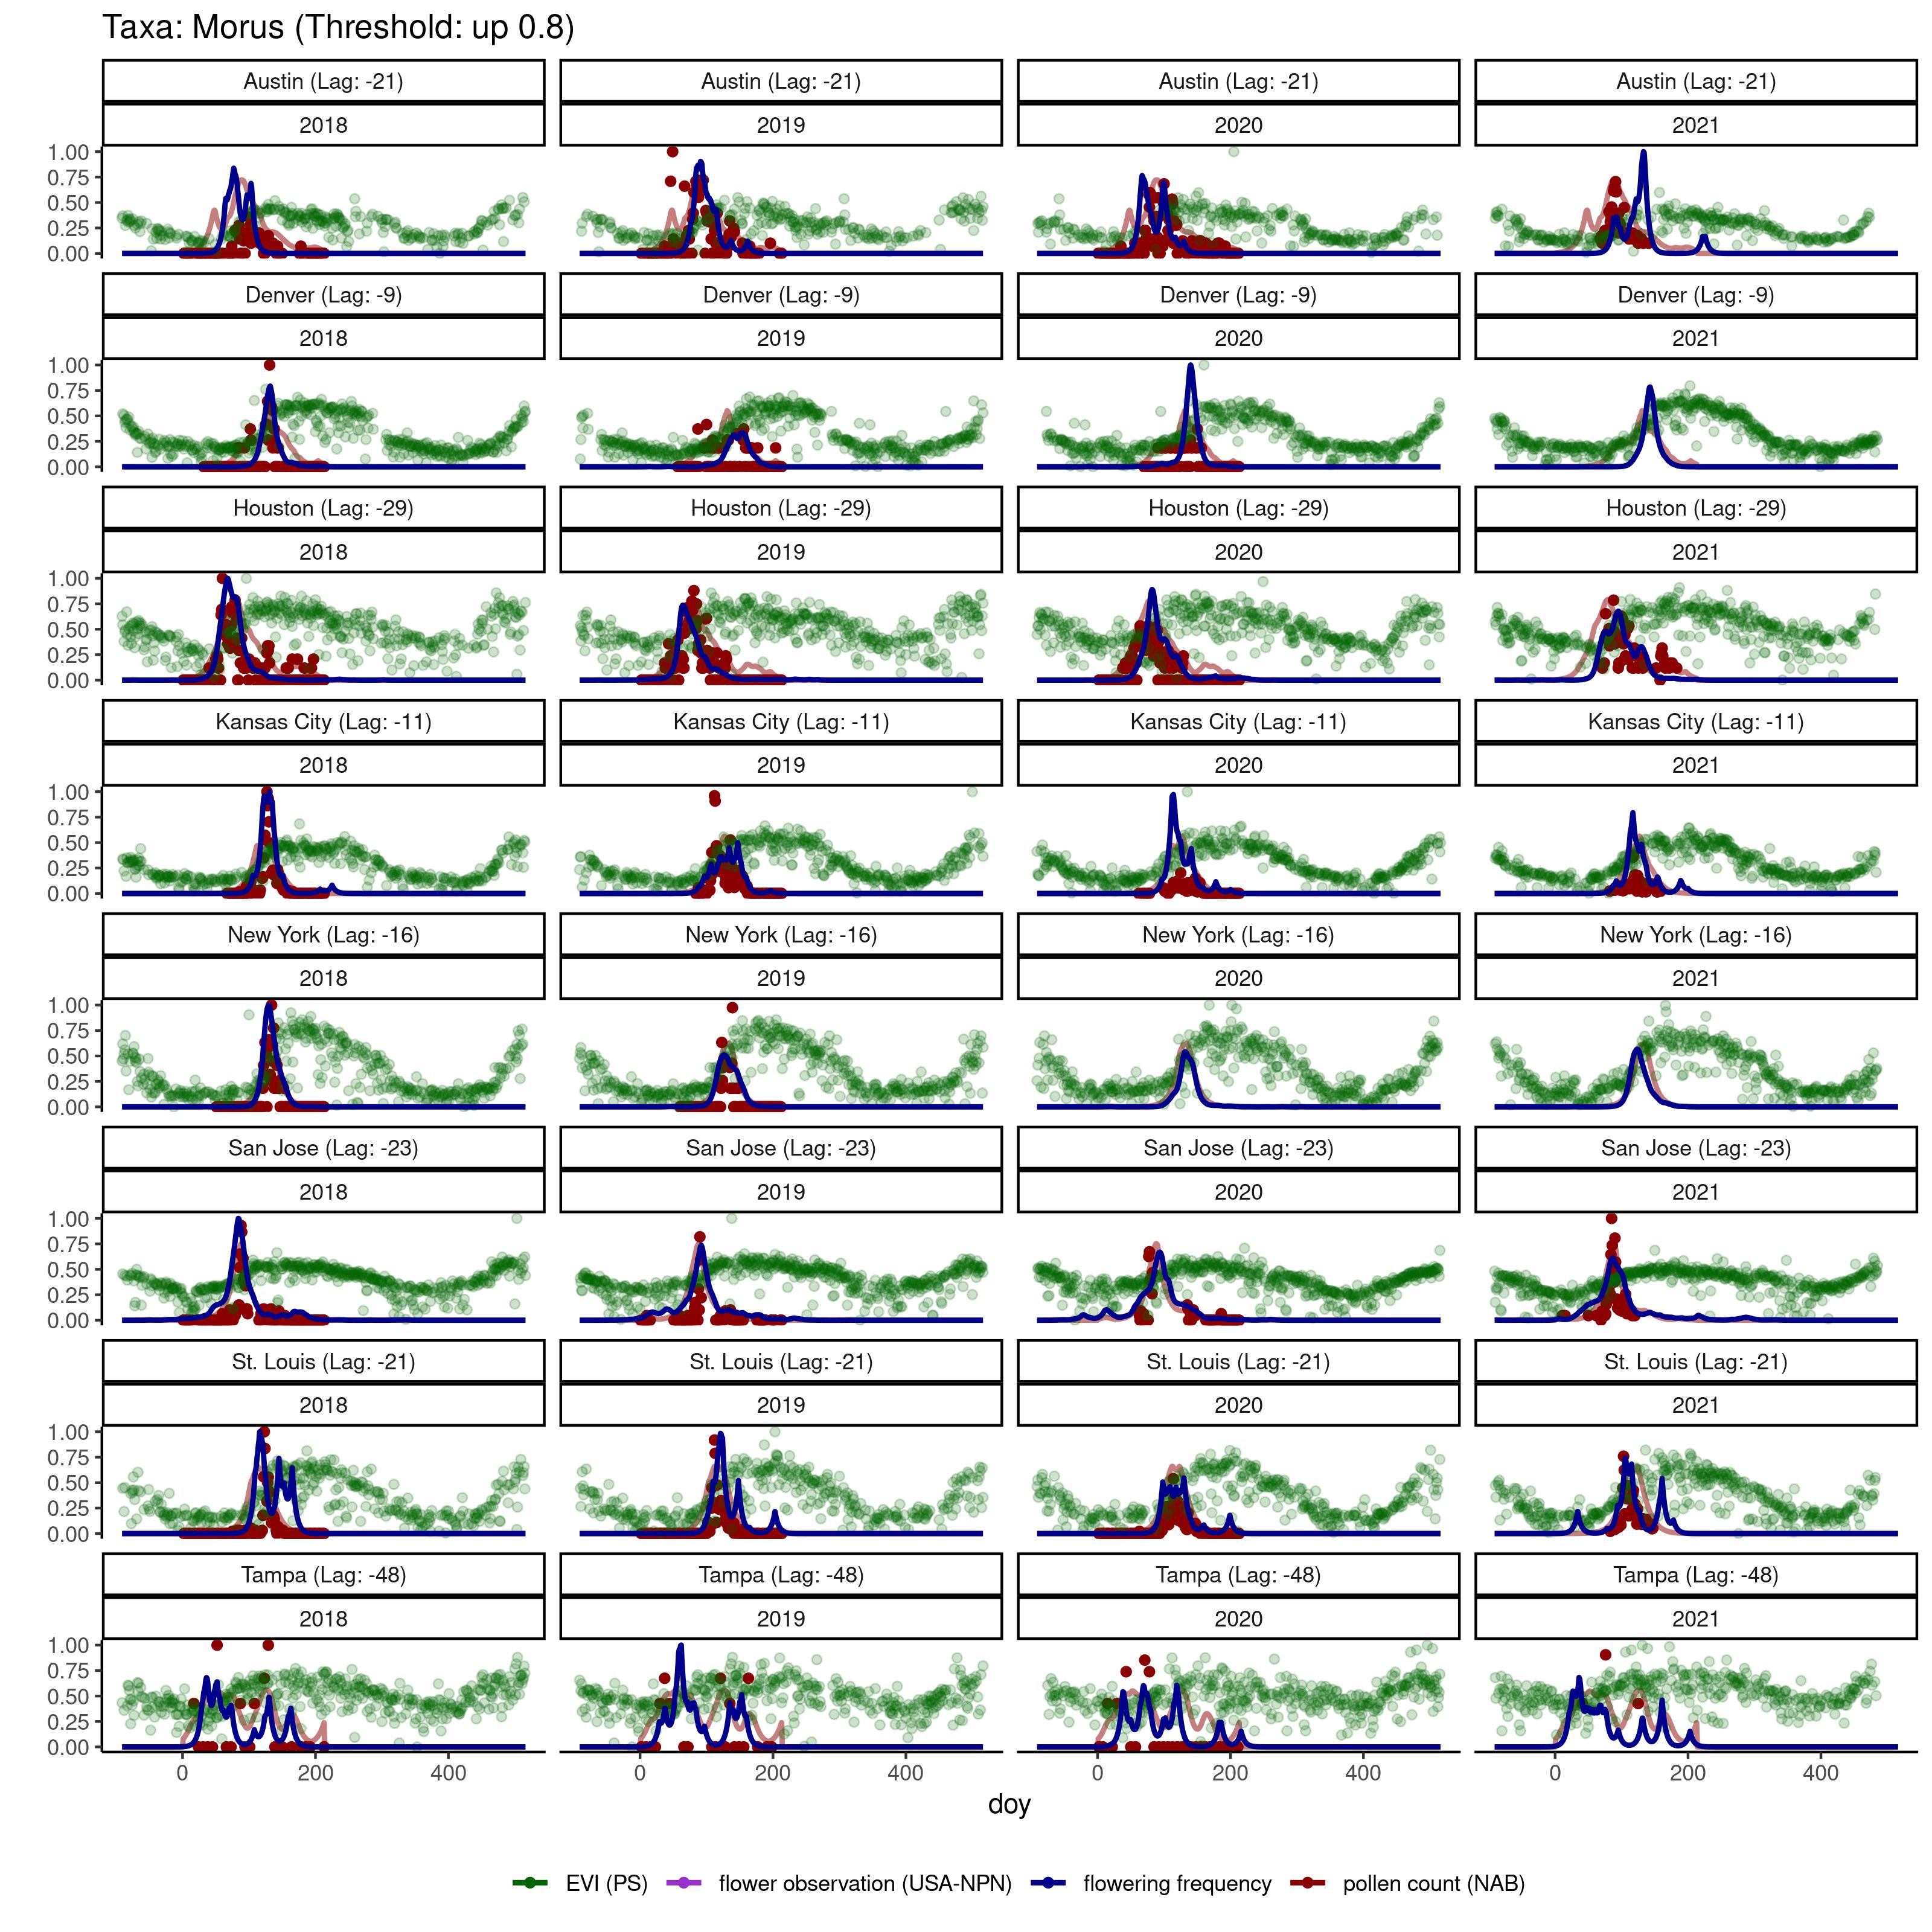 Taxa: Morus (Threshold: up 0.8)
Austin (Lag: -21) Austin (Lag: -21) Austin (Lag: -21) Austin (Lag: -21)
2018 2019 2020 2021
1.00
0.75
0.50
0.25
0.00
Denver (Lag: -9) Denver (Lag: -9) Denver (Lag: -9) Denver (Lag: -9)
2018 2019 2020 2021
1.00
0.75
0.50
0.25
0.00
Houston (Lag: -29) Houston (Lag: -29) Houston (Lag: -29) Houston (Lag: -29)
2018 2019 2020 2021
1.00
0.75
0.50
0.25
0.00
Kansas City (Lag: -11) Kansas City (Lag: -11) Kansas City (Lag: -11) Kansas City (Lag: -11)
2018 2019 2020 2021
1.00
0.75
0.50
0.25
0.00
New York (Lag: -16) New York (Lag: -16) New York (Lag: -16) New York (Lag: -16)
2018 2019 2020 2021
1.00
0.75
0.50
0.25
0.00
San Jose (Lag: -23) San Jose (Lag: -23) San Jose (Lag: -23) San Jose (Lag: -23)
2018 2019 2020 2021
1.00
0.75
0.50
0.25
0.00
St. Louis (Lag: -21) St. Louis (Lag: -21) St. Louis (Lag: -21) St. Louis (Lag: -21)
2018 2019 2020 2021
1.00
0.75
0.50
0.25
0.00
Tampa (Lag: -48) Tampa (Lag: -48) Tampa (Lag: -48) Tampa (Lag: -48)
2018 2019 2020 2021
1.00
0.75
0.50
0.25
0.00
0 200 400 0 200 400 0 200 400 0 200 400
doy
EVI (PS) flower observation (USA-NPN) flowering frequency pollen count (NAB)